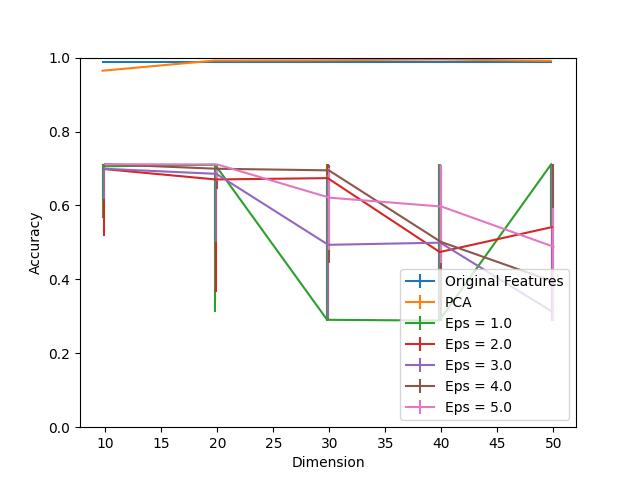 1.0
0.8
0.6
0.4
0.2
0.0
Accuracy
10
15
20
25
30
35
40
45
50
Dimension
Original Features
PCA
Eps = 1.0
Eps = 2.0
Eps = 3.0
Eps = 4.0
Eps = 5.0